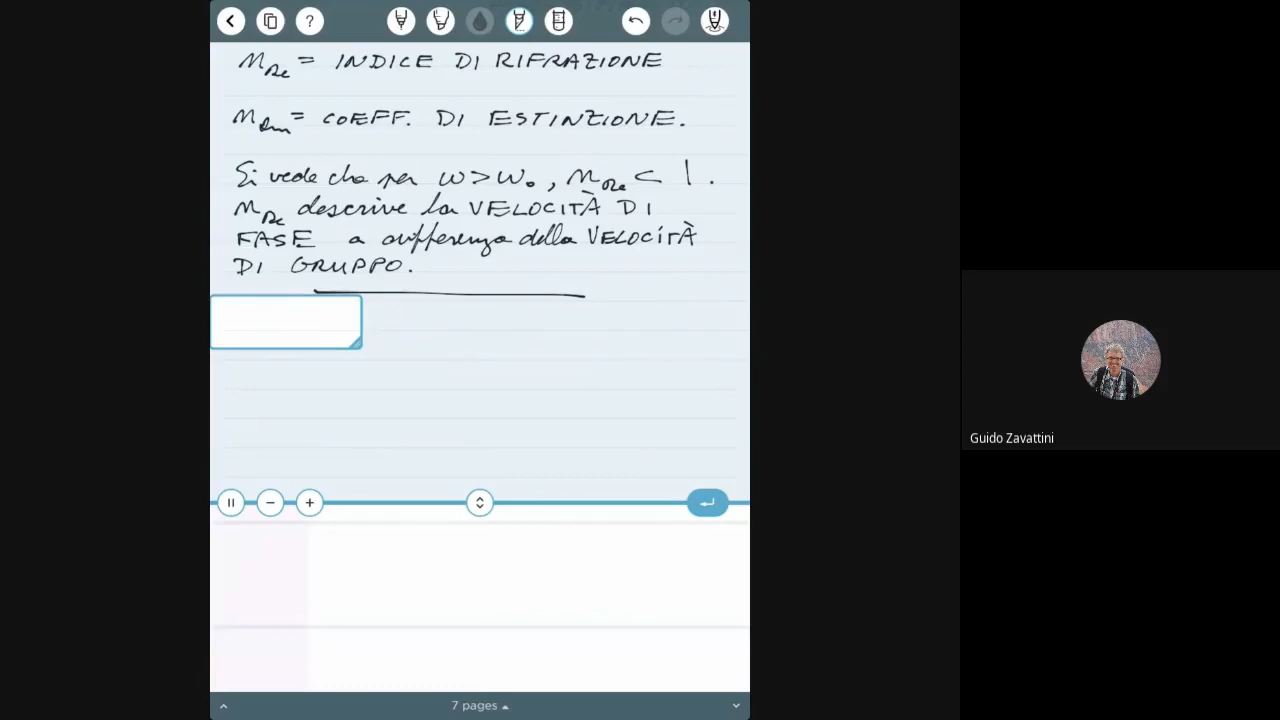 ?
n_Re = INDICE DI RIFRAZIONE
n_Im = COEFF. DI ESTINZIONE.
Si vede che per ω > ω₀, n_Re < 1.
n_Re descrive la VELOCITÀ DI
FASE a differenza della VELOCITÀ
DI GRUPPO.
Guido Zavattini
7 pages